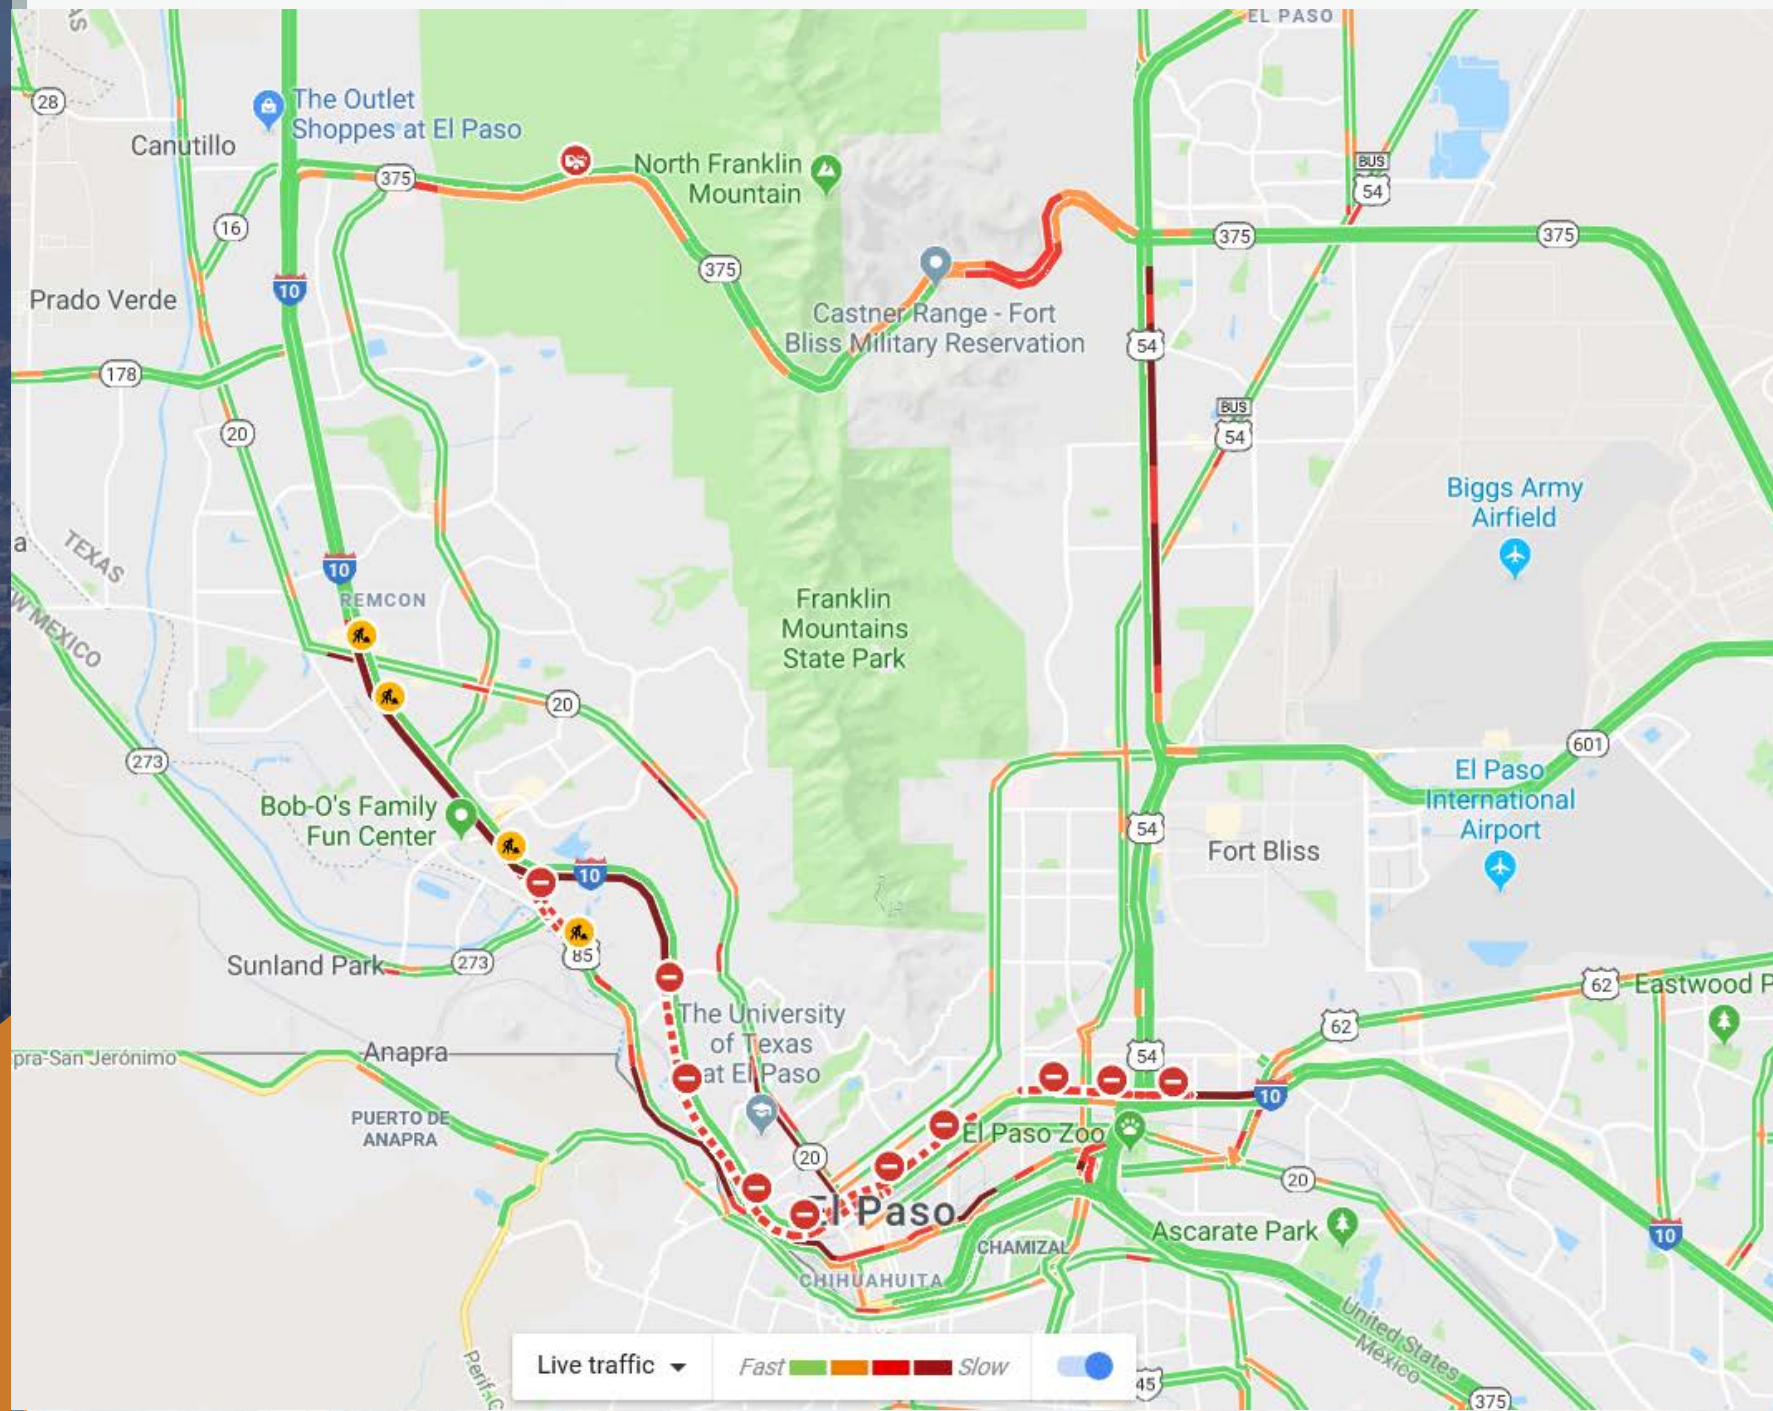 AS
EL PASO
28
The Outlet
Shoppes at El Paso
Canutillo
375
North Franklin
Mountain
BUS
54
16
375
375
375
10
Prado Verde
Castner Range - Fort
Bliss Military Reservation
54
178
20
BUS
54
Biggs Army
Airfield
a
TEXAS
W MEXICO
10
REMCON
Franklin
Mountains
State Park
20
273
601
El Paso
International
Airport
Bob-O's Family
Fun Center
54
Fort Bliss
10
85
Sunland Park
273
62
Eastwood P
The University
of Texas
at El Paso
62
pra-San Jerónimo
Anapra
54
10
PUERTO DE
ANAPRA
El Paso Zoo
20
20
El Paso
Ascarate Park
CHAMIZAL
10
CHIHUAHUITA
United States
México
Perif
Live traffic
Fast
Slow
45
375